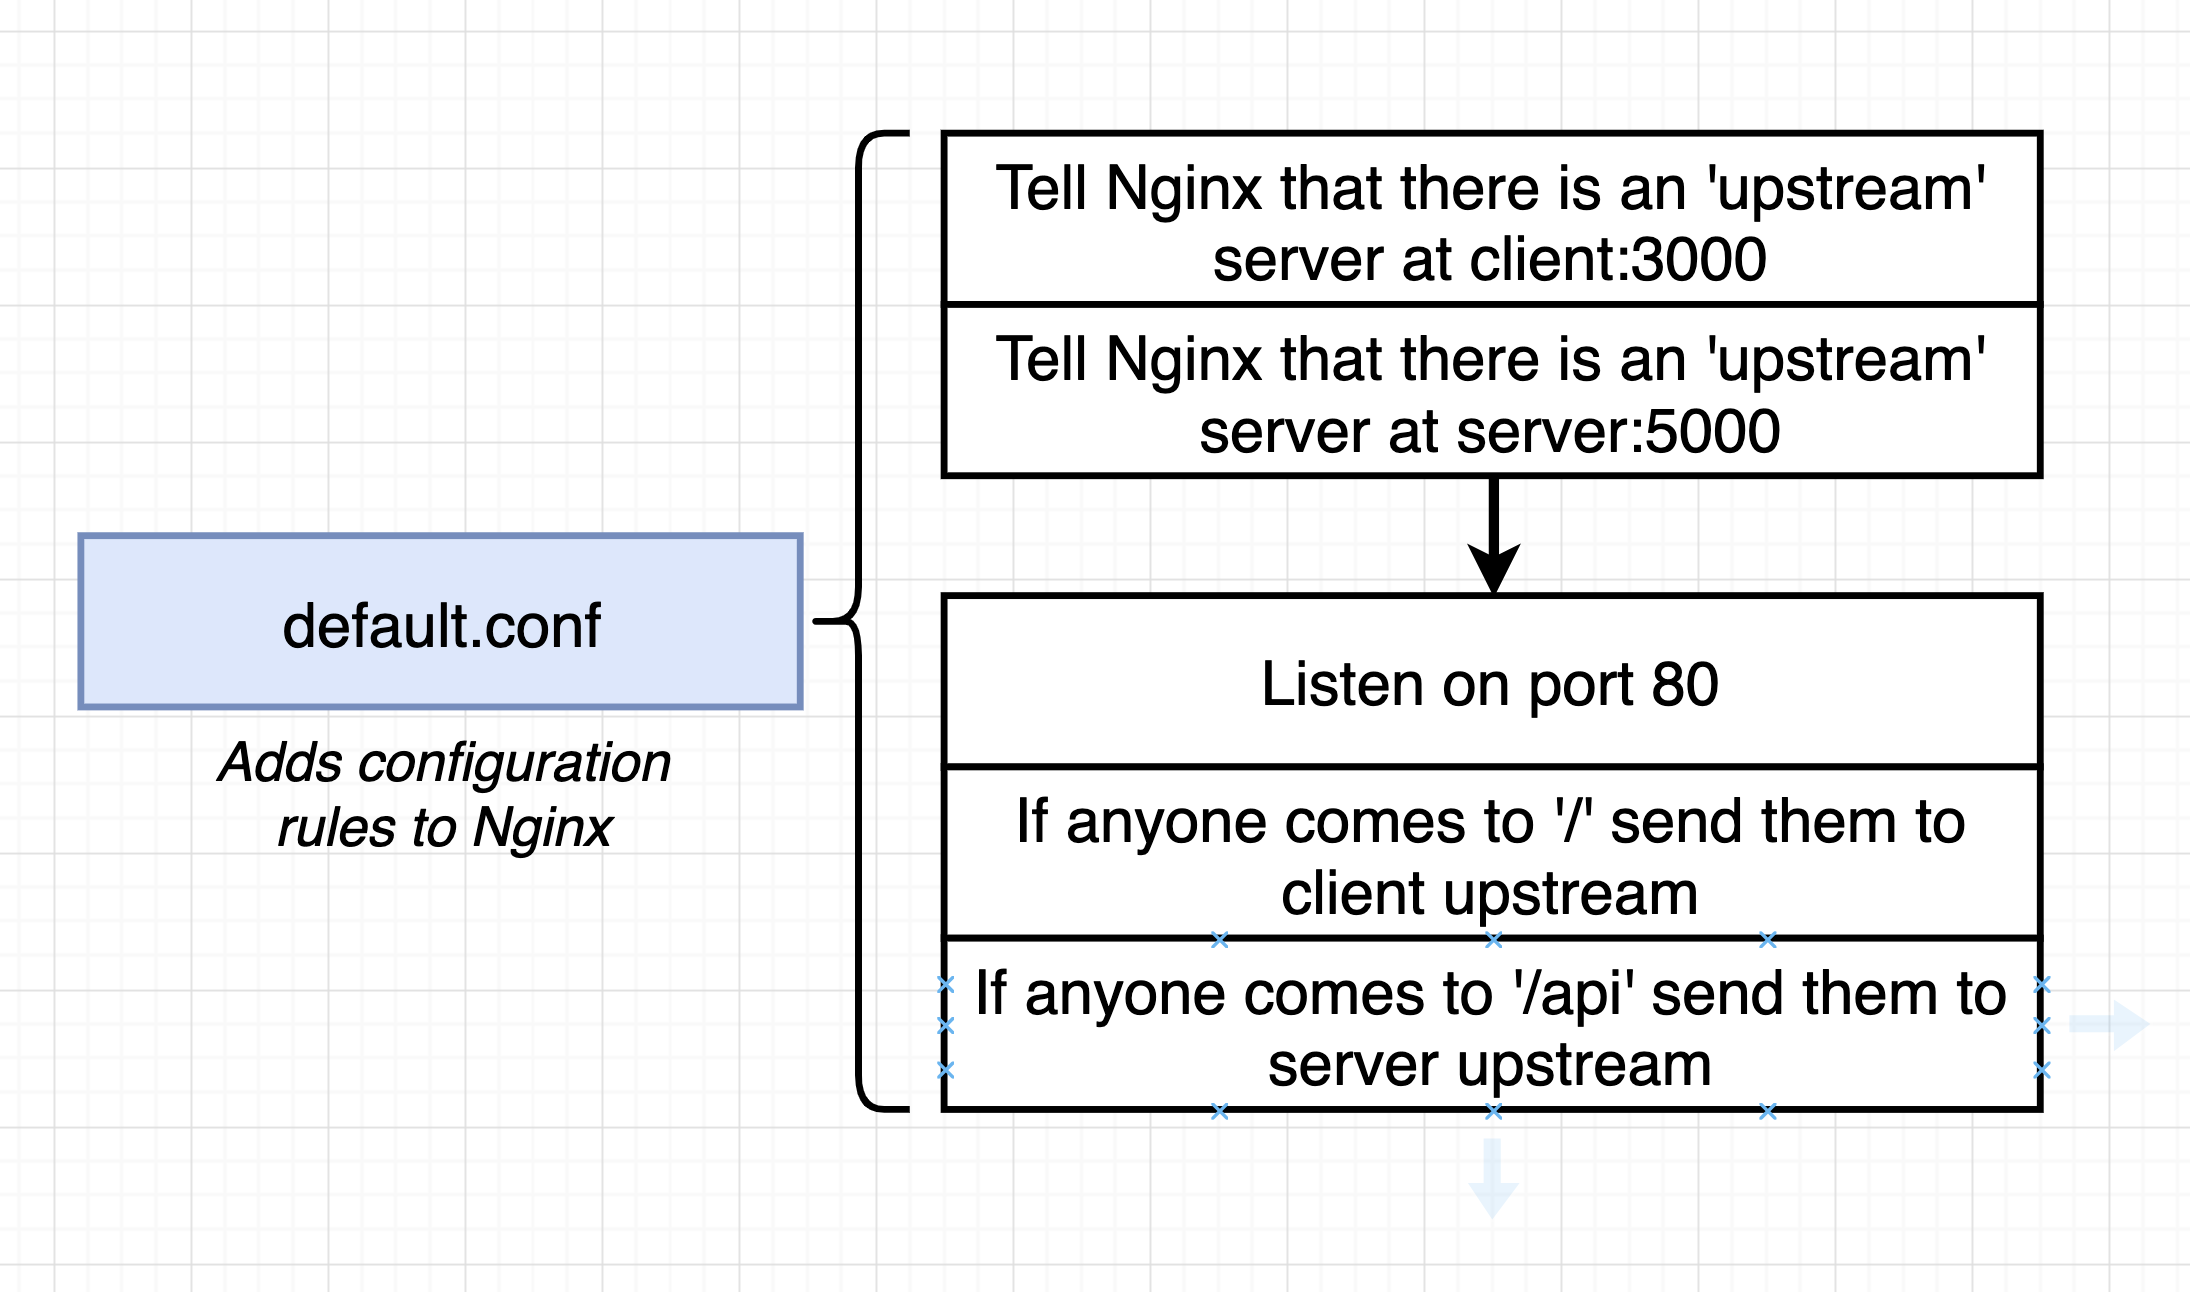 Tell Nginx that there is an 'upstream'
server at client:3000
Tell Nginx that there is an 'upstream'
server at server:5000
default.conf
Adds configuration
rules to Nginx
Listen on port 80
If anyone comes to '/' send them to
client upstream
If anyone comes to '/api' send them to
server upstream